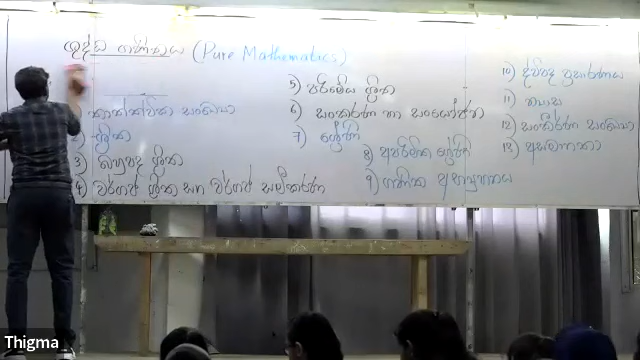 ශුද්ධ ගණිතය (Pure Mathematics)
තාත්ත්වික සංඛ්‍යා
2) ශ්‍රිත
3) බහුපද ශ්‍රිත
4) වර්ගජ ශ්‍රිත සහ වර්ගජ සමීකරණ
5) පරිමේය ශ්‍රිත
6) සංකරණ හා සංයෝජන
7) ශ්‍රේණි
8) අපරිමිත ශ්‍රේණි
9) ගණිත අභ්‍යුහනය
10) ද්විපද ප්‍රසාරණය
11) න්‍යාස
12) සංකීර්ණ සංඛ්‍යා
13) අසමානතා
Thigma